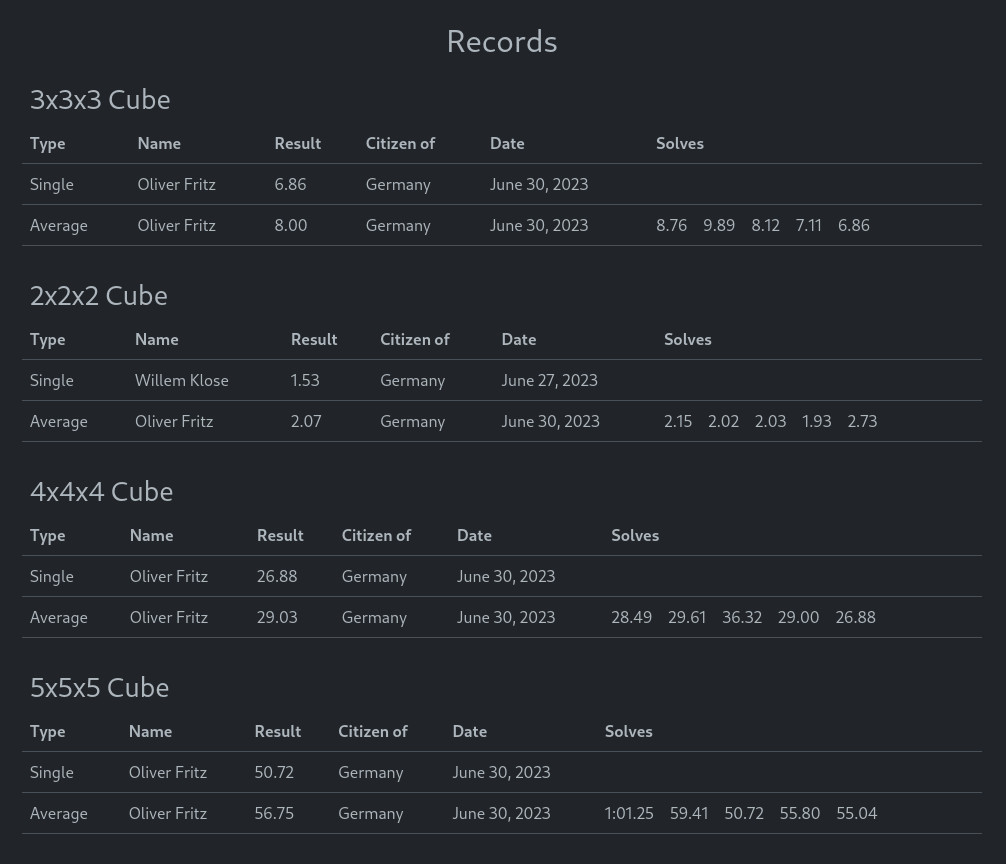 Records
3x3x3 Cube
Type Name Result Citizen of Date Solves
Single Oliver Fritz 6.86 Germany June 30, 2023
Average Oliver Fritz 8.00 Germany June 30, 2023 8.76 9.89 8.12 7.11 6.86
2x2x2 Cube
Type Name Result Citizen of Date Solves
Single Willem Klose 1.53 Germany June 27, 2023
Average Oliver Fritz 2.07 Germany June 30, 2023 2.15 2.02 2.03 1.93 2.73
4x4x4 Cube
Type Name Result Citizen of Date Solves
Single Oliver Fritz 26.88 Germany June 30, 2023
Average Oliver Fritz 29.03 Germany June 30, 2023 28.49 29.61 36.32 29.00 26.88
5x5x5 Cube
Type Name Result Citizen of Date Solves
Single Oliver Fritz 50.72 Germany June 30, 2023
Average Oliver Fritz 56.75 Germany June 30, 2023 1:01.25 59.41 50.72 55.80 55.04